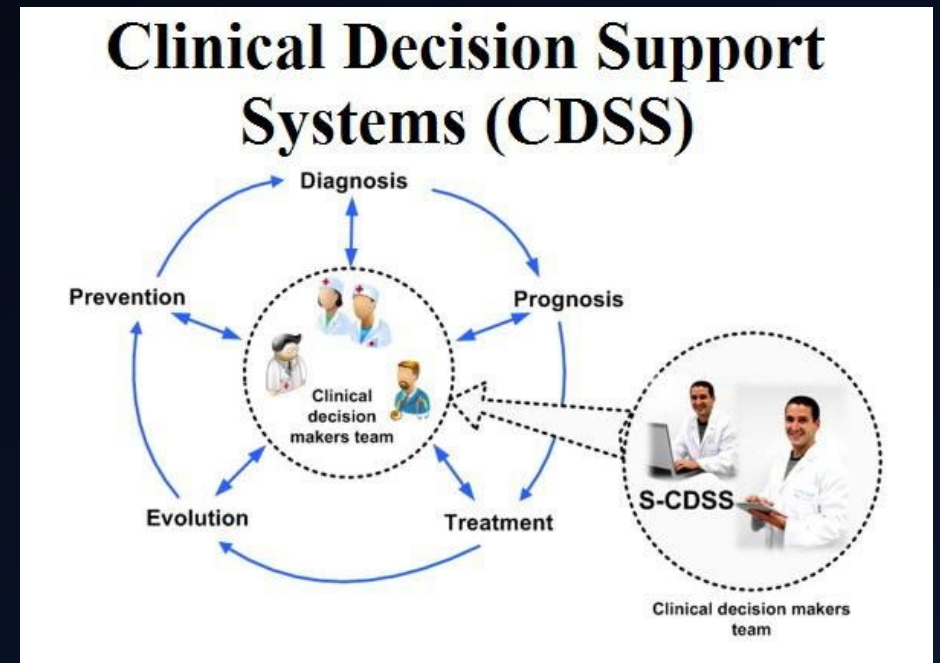 Clinical Decision Support
Systems (CDSS)
Diagnosis
Prevention
Prognosis
Clinical
decision
makers team
S-CDSS
Evolution
Treatment
Clinical decision makers
team